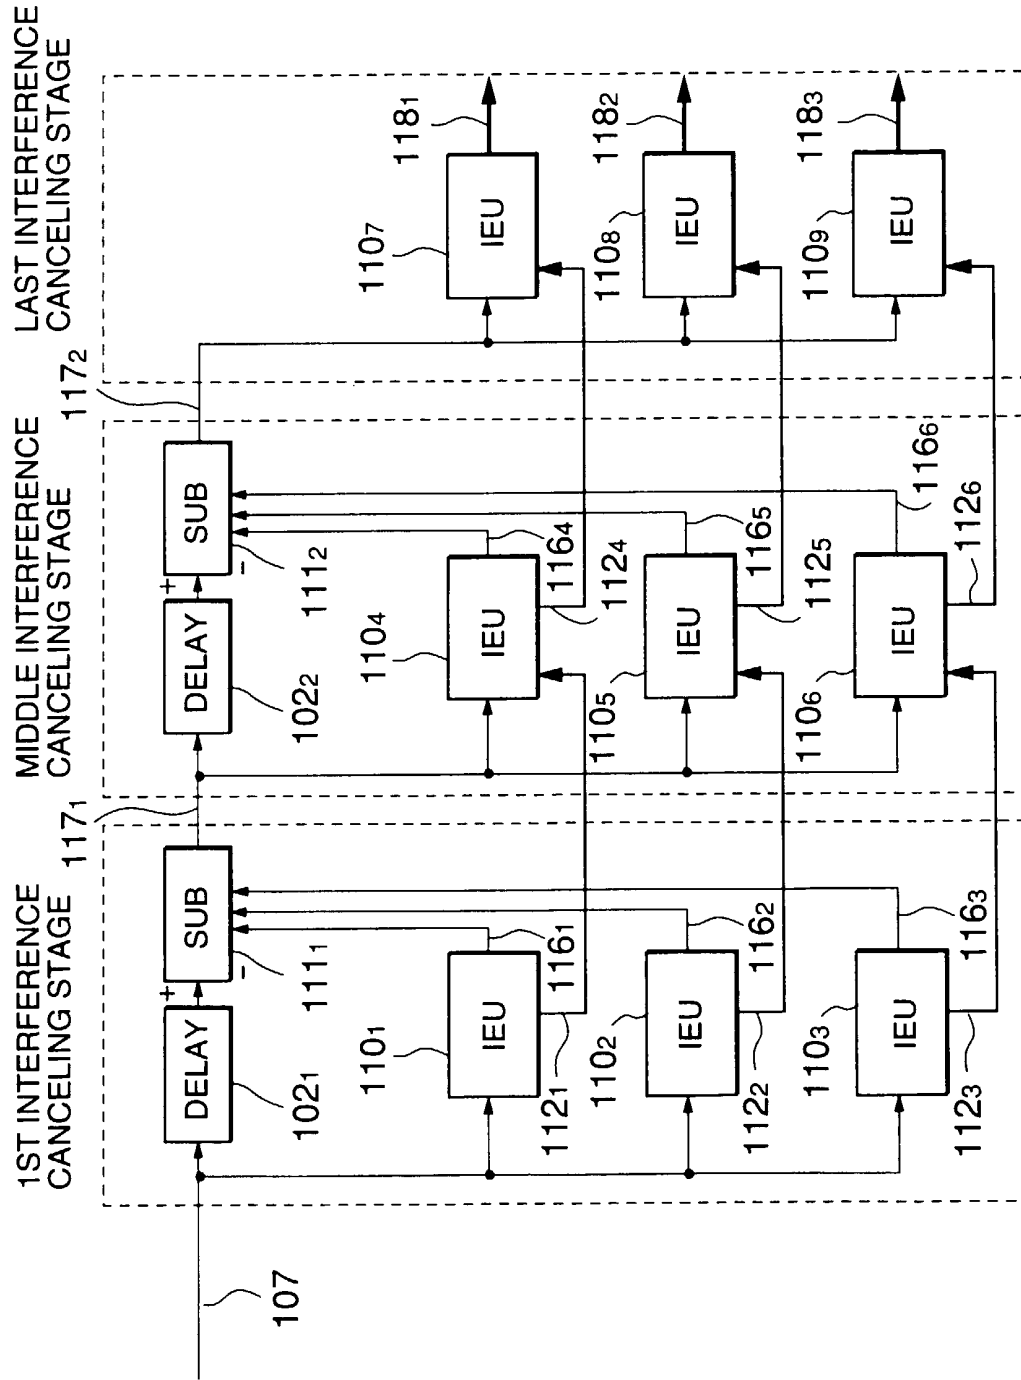 1ST INTERFERENCE
CANCELING STAGE
MIDDLE INTERFERENCE
CANCELING STAGE
LAST INTERFERENCE
CANCELING STAGE
117₁
117₂
107
DELAY
102₁
+
SUB
-
111₁
DELAY
102₂
+
SUB
-
111₂
110₁
IEU
116₁
112₁
110₄
IEU
116₄
112₄
110₇
IEU
118₁
110₂
IEU
116₂
112₂
110₅
IEU
116₅
112₅
110₈
IEU
118₂
110₃
IEU
116₃
112₃
110₆
IEU
116₆
112₆
110₉
IEU
118₃